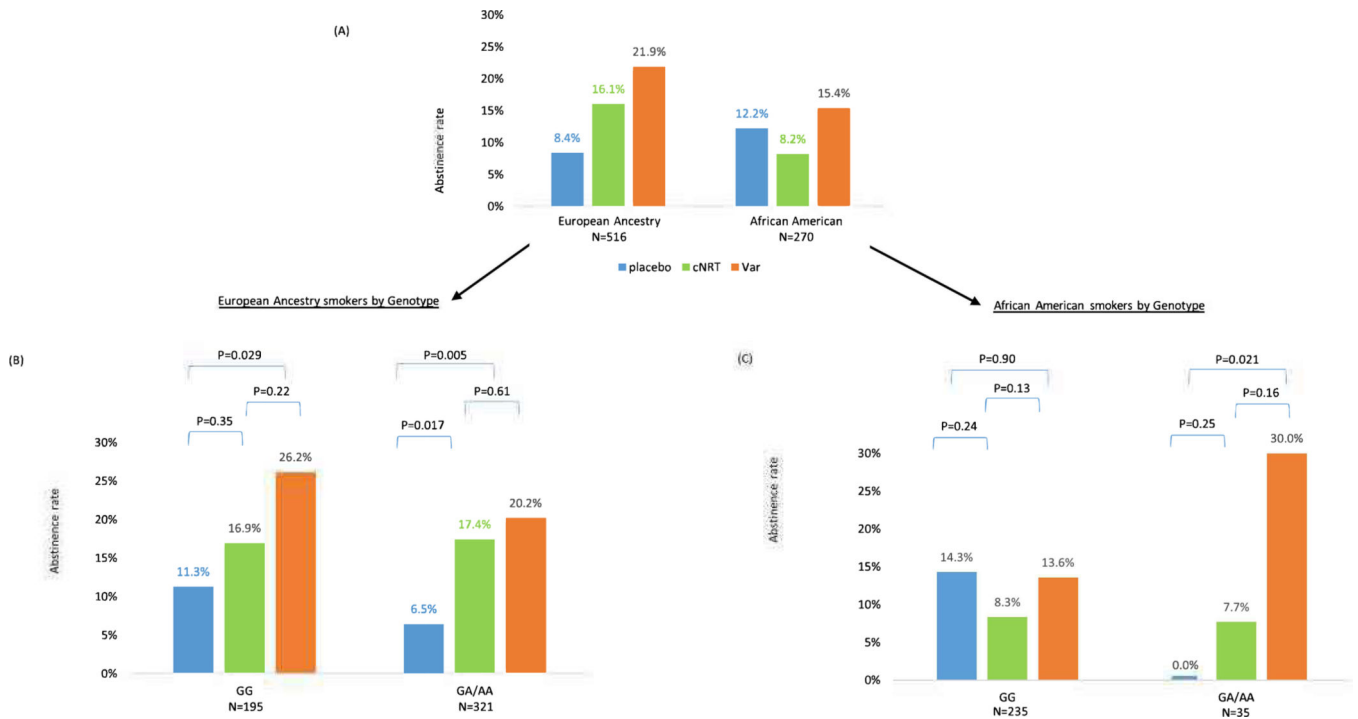 (A)
30%
25%
20%
15%
10%
5%
0%
Abstinence rate
8.4%
16.1%
21.9%
12.2%
8.2%
15.4%
European Ancestry
N=516
African American
N=270
placebo cNRT Var
European Ancestry smokers by Genotype
African American smokers by Genotype
(B)
P=0.029
P=0.22
P=0.35
P=0.005
P=0.61
P=0.017
30%
25%
20%
15%
10%
5%
0%
Abstinence rate
11.3%
16.9%
26.2%
6.5%
17.4%
20.2%
GG
N=195
GA/AA
N=321
(C)
P=0.90
P=0.13
P=0.24
P=0.021
P=0.16
P=0.25
30%
25%
20%
15%
10%
5%
0%
Abstinence rate
14.3%
8.3%
13.6%
0.0%
7.7%
30.0%
GG
N=235
GA/AA
N=35